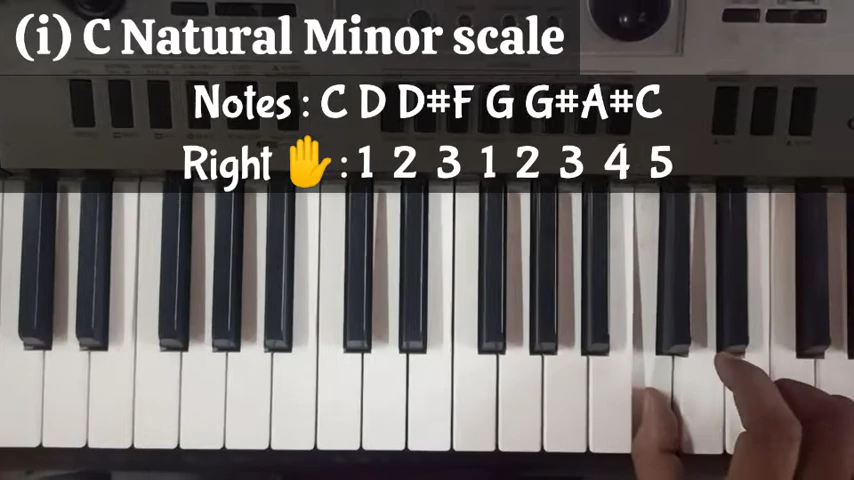 (i) C Natural Minor scale
Notes : C D D#F G G#A#C
Right ✋ : 1 2 3 1 2 3 4 5